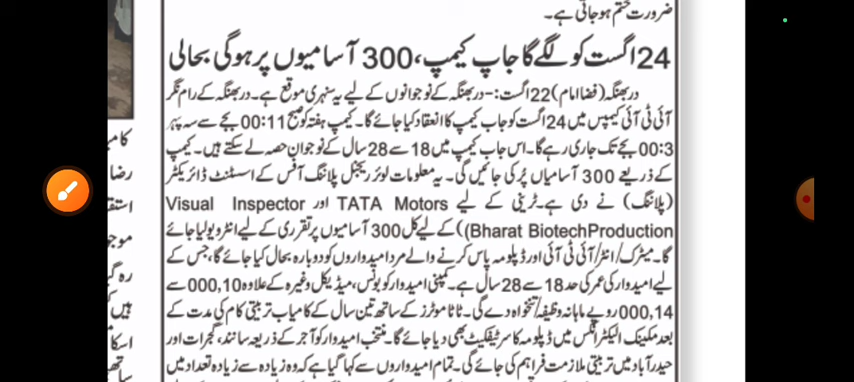 ضرورت ختم ہوجاتی ہے۔
24 اگست کو لگے گا جاپ کیمپ، 300 آسامیوں پر ہوگی بحالی
دربھنگہ (فضا امام) 22 اگست:- دربھنگہ کے نوجوانوں کے لیے یہ سنہری موقع ہے۔ دربھنگہ کے رام نگر
آئی ٹی آئی کیمپس میں 24 اگست کو جاب کیمپ کا انعقاد کیا جائے گا۔ کیمپ ہفتہ کو صبح 00:11 بجے سے سہ پہر
00:3 بجے تک جاری رہے گا۔ اس جاب کیمپ میں 18 سے 28 سال کے نوجوان حصہ لے سکتے ہیں۔ کیمپ
کے ذریعے 300 آسامیاں پُر کی جائیں گی۔ یہ معلومات لوئر ریجنل پلاننگ آفس کے اسسٹنٹ ڈائریکٹر
(پلاننگ) نے دی ہے۔ ٹرینی کے لیے TATA Motors اور Visual Inspector
Bharat BiotechProduction)) کے لیے کل 300 آسامیوں پر تقرری کے لیے انٹرویو لیا جائے
گا۔ میٹرک/انٹر/آئی ٹی آئی اور ڈپلومہ پاس کرنے والے مرد امیدواروں کو دوبارہ بحال کیا جائے گا، جس کے
لیے امیدوار کی عمر کی حد 18 سے 28 سال ہے۔ کمپنی امیدوار کو بونس، میڈیکل وغیرہ کے علاوہ 000,10 سے
000,14 روپے ماہانہ وظیفہ/تنخواہ دے گی۔ ٹاٹا موٹرز کے ساتھ تین سال کے کامیاب تربیتی کام کی مدت کے
بعد مکینک الیکٹرانکس میں ڈپلومہ کا سرٹیفکیٹ بھی دیا جائے گا۔ منتخب امیدوار کو آجر کے ذریعہ سانند، گجرات اور
حیدرآباد میں تربیتی ملازمت فراہم کی جائے گی۔ تمام امیدواروں سے کہا گیا ہے کہ وہ زیادہ سے زیادہ تعداد میں
رضا
موجو
رہ گی
ہیں
اسکا